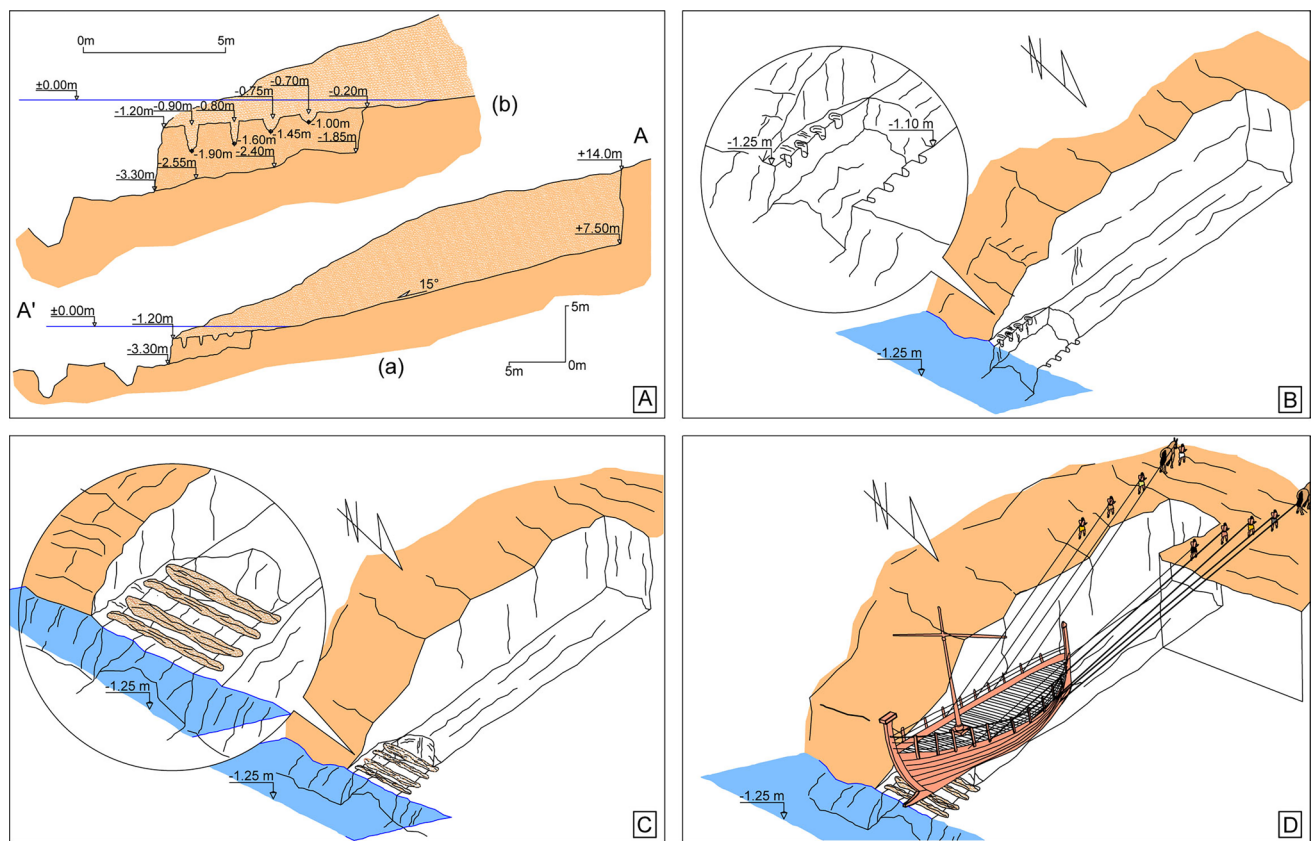 0m 5m
±0.00m
-0.70m
-0.75m
-0.20m
-0.90m
-0.80m
-1.20m
(b)
-1.00m
-1.45m
-1.60m
-1.85m
-1.90m
-2.40m
-2.55m
-3.30m
A
+14.0m
+7.50m
15°
A'
±0.00m
-1.20m
-3.30m
(a)
5m
5m 0m
A
N
-1.10 m
-1.25 m
-1.25 m
B
N
-1.25 m
-1.25 m
C
N
-1.25 m
D